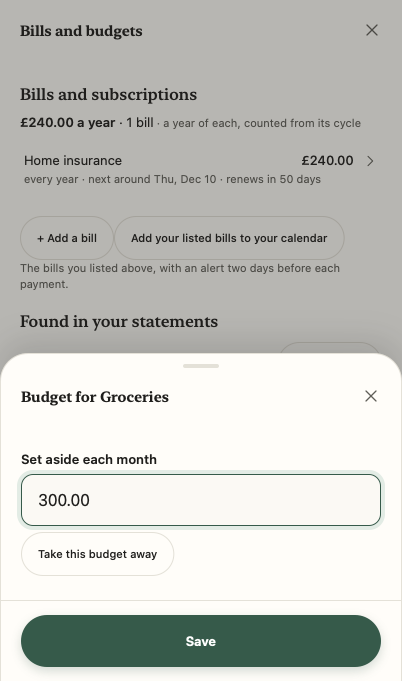 Bills and budgets
Bills and subscriptions
£240.00 a year · 1 bill · a year of each, counted from its cycle
Home insurance £240.00
every year · next around Thu, Dec 10 · renews in 50 days
+ Add a bill Add your listed bills to your calendar
The bills you listed above, with an alert two days before each
payment.
Found in your statements
Budget for Groceries
Set aside each month
300.00
Take this budget away
Save